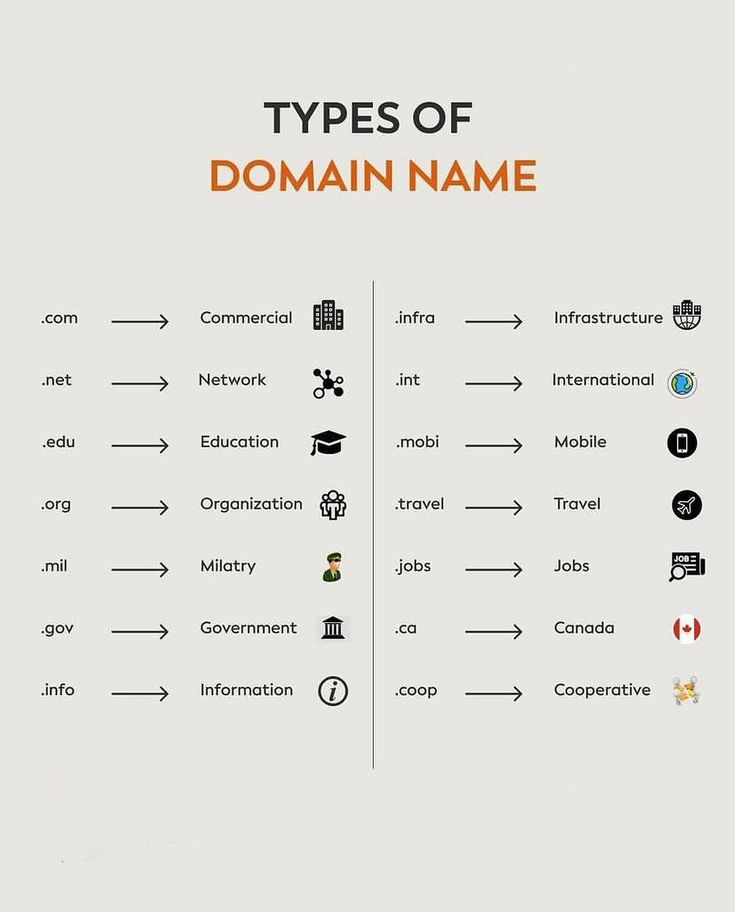 TYPES OF
DOMAIN NAME
.com → Commercial
.net → Network
.edu → Education
.org → Organization
.mil → Milatry
.gov → Government
.info → Information
.infra → Infrastructure
.int → International
.mobi → Mobile
.travel → Travel
.jobs → Jobs
JOB
.ca → Canada
.coop → Cooperative